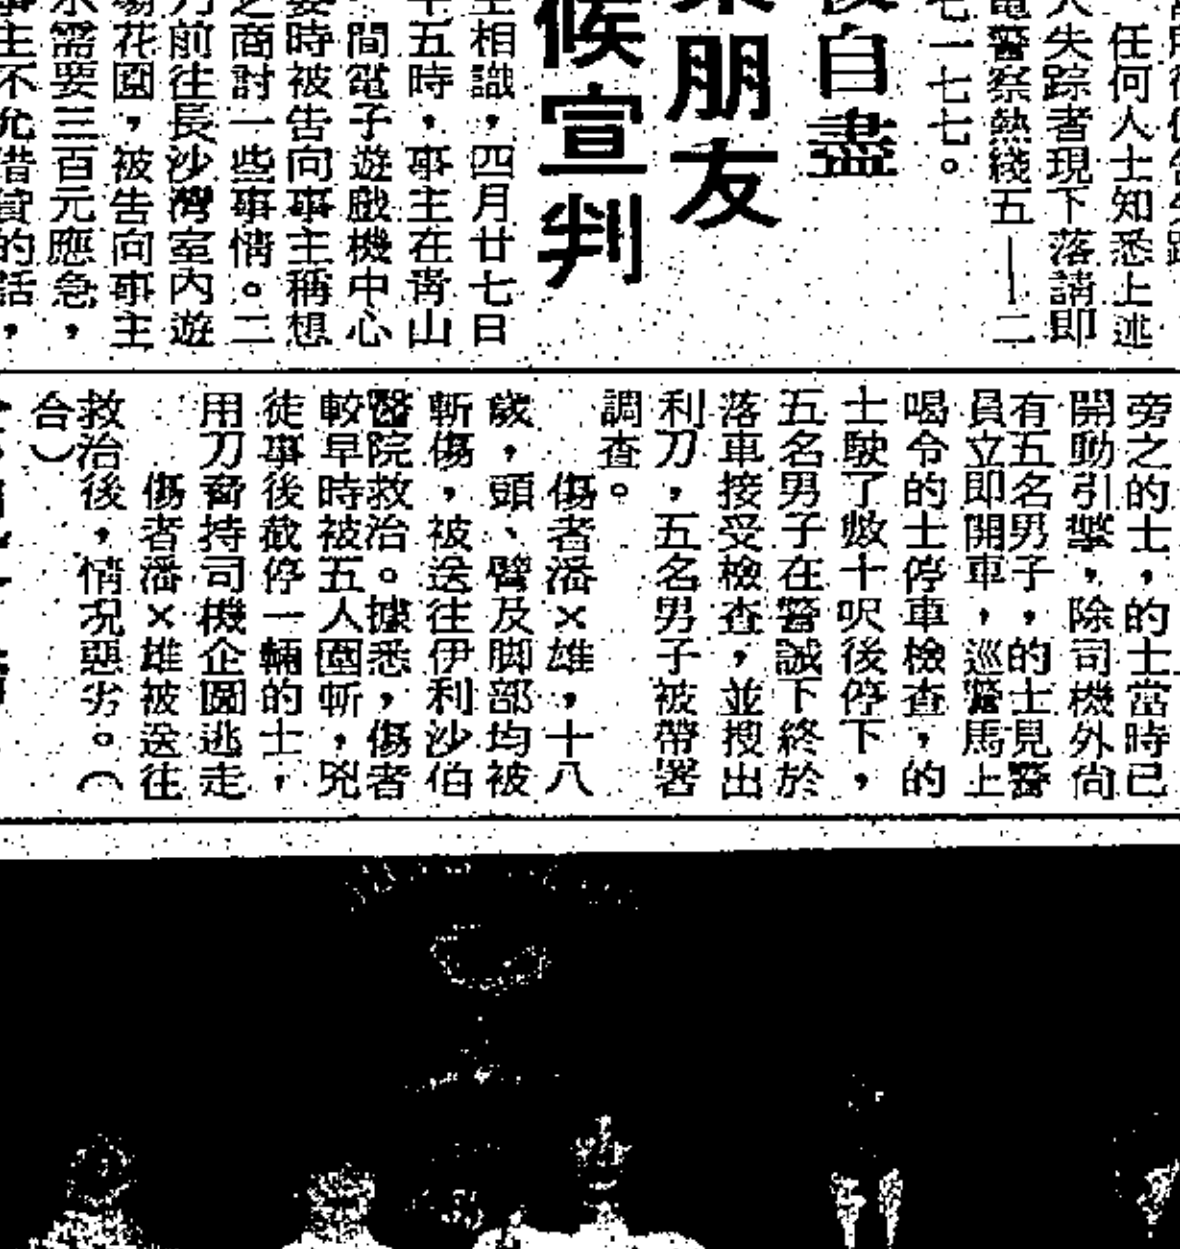 任何人士知悉上述
人失踪者現下落請即
電警察熱綫五—二
七一七七。
自盡
朋友
候宣判
相識，四月廿七日
五時，事主在青山
間電子遊戲機中心
時被告向事主稱想
之商討一些事情。二
前往長沙灣室內遊
場花園，被告向事主
需要三百元應急，
事主不允借貸的話，
旁之的士，的士當時已
開動引擎，除司機外尚
有五名男子，的士見警
員立即開車，巡警馬上
喝令的士停車檢查，的
士駛了數十呎後停下，
五名男子在警誡下終於
落車接受檢查，並搜出
利刀，五名男子被帶署
調查。
傷者潘×雄，十八
歲，頭、臂及脚部均被
斬傷，被送往伊利沙伯
醫院救治。據悉，傷者
較早時被五人圍斬，兇
徒事後截停一輛的士，
用刀脅持司機企圖逃走
傷者潘×雄被送往
救治後，情况惡劣。（
合）